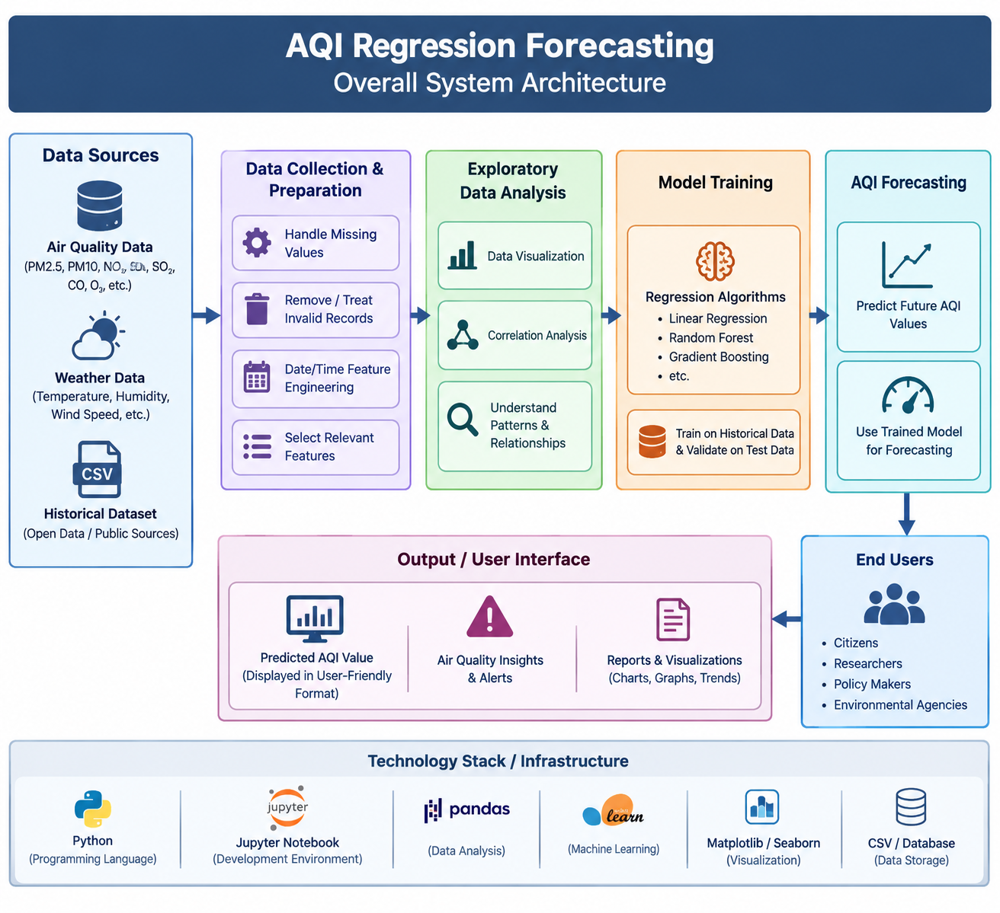 AQI Regression Forecasting
Overall System Architecture
Data Sources
Air Quality Data
(PM2.5, PM10, NO₂, SO₂,
CO, O₃, etc.)
Weather Data
(Temperature, Humidity,
Wind Speed, etc.)
CSV
Historical Dataset
(Open Data / Public Sources)
Data Collection &
Preparation
Handle Missing
Values
Remove / Treat
Invalid Records
Date/Time Feature
Engineering
Select Relevant
Features
Exploratory
Data Analysis
Data Visualization
Correlation Analysis
Understand
Patterns &
Relationships
Model Training
Regression Algorithms
• Linear Regression
• Random Forest
• Gradient Boosting
• etc.
Train on Historical Data
& Validate on Test Data
AQI Forecasting
Predict Future AQI
Values
Use Trained Model
for Forecasting
End Users
• Citizens
• Researchers
• Policy Makers
• Environmental Agencies
Output / User Interface
Predicted AQI Value
(Displayed in User-Friendly
Format)
Air Quality Insights
& Alerts
Reports & Visualizations
(Charts, Graphs, Trends)
Technology Stack / Infrastructure
Python
(Programming Language)
jupyter
Jupyter Notebook
(Development Environment)
pandas
(Data Analysis)
learn
(Machine Learning)
Matplotlib / Seaborn
(Visualization)
CSV / Database
(Data Storage)